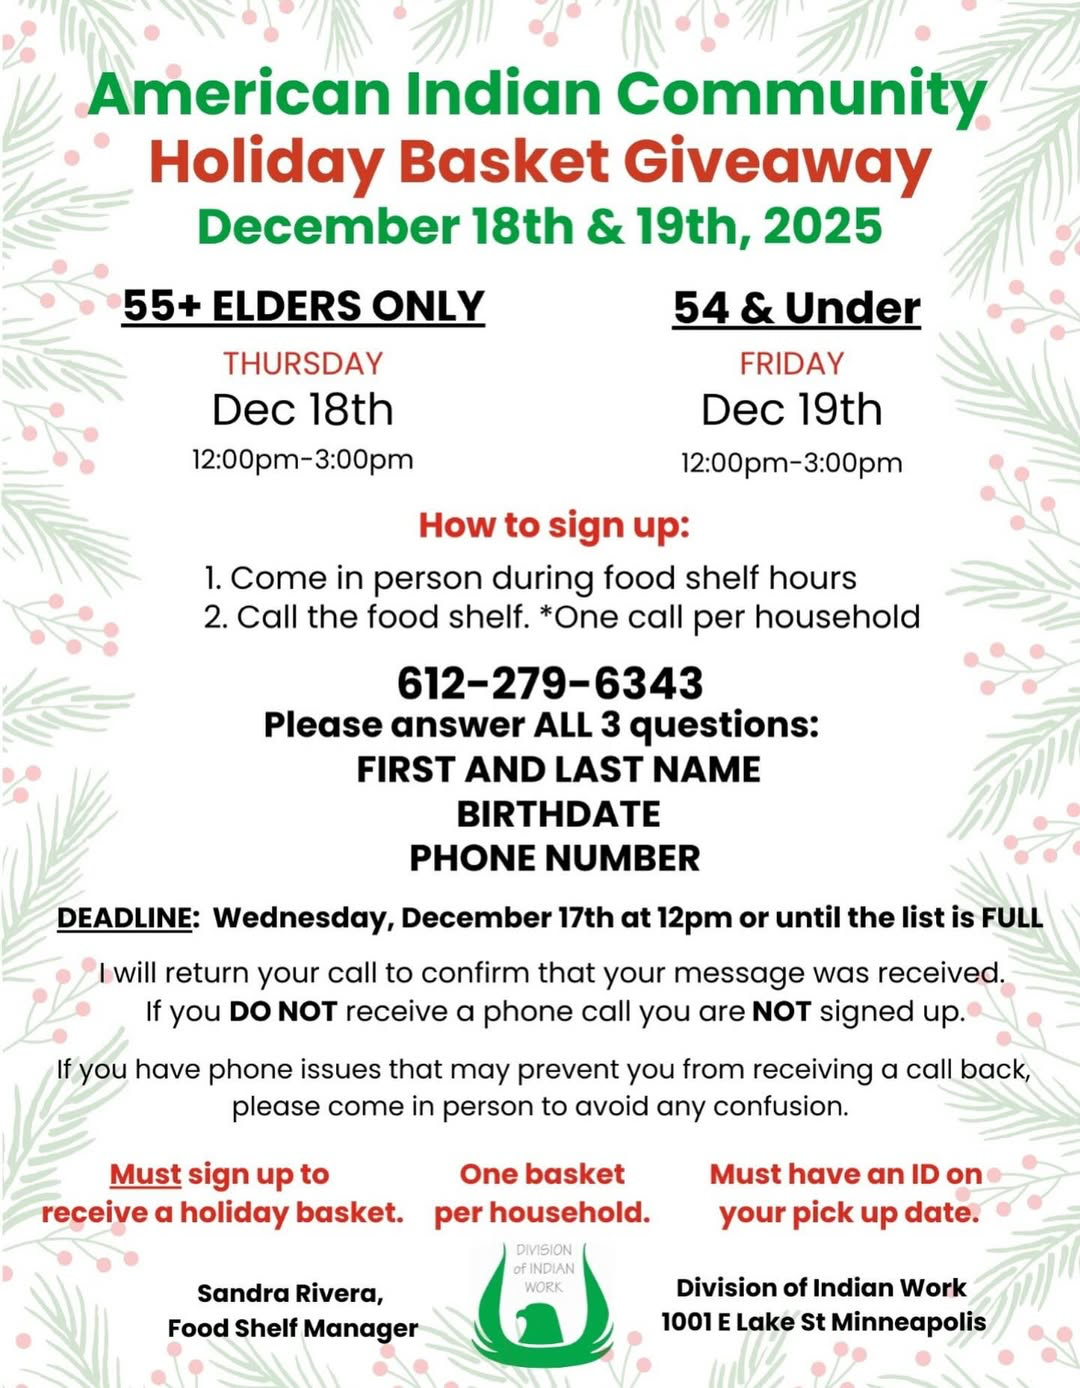 American Indian Community
Holiday Basket Giveaway
December 18th & 19th, 2025
55+ ELDERS ONLY
THURSDAY
Dec 18th
12:00pm-3:00pm
54 & Under
FRIDAY
Dec 19th
12:00pm-3:00pm
How to sign up:
1. Come in person during food shelf hours
2. Call the food shelf. *One call per household
612-279-6343
Please answer ALL 3 questions:
FIRST AND LAST NAME
BIRTHDATE
PHONE NUMBER
DEADLINE: Wednesday, December 17th at 12pm or until the list is FULL
I will return your call to confirm that your message was received.
If you DO NOT receive a phone call you are NOT signed up.
If you have phone issues that may prevent you from receiving a call back,
please come in person to avoid any confusion.
Must sign up to
receive a holiday basket.
One basket
per household.
Must have an ID on
your pick up date.
Sandra Rivera,
Food Shelf Manager
DIVISION
of INDIAN
WORK
Division of Indian Work
1001 E Lake St Minneapolis